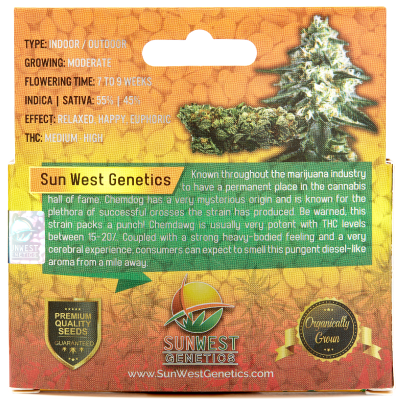 TYPE: INDOOR / OUTDOOR
GROWING: MODERATE
FLOWERING TIME: 7 TO 9 WEEKS
INDICA | SATIVA: 55% | 45%
EFFECT: RELAXED, HAPPY, EUPHORIC
THC: MEDIUM-HIGH
Sun West Genetics
Known throughout the marijuana industry
to have a permanent place in the cannabis
hall of fame, Chemdog has a very mysterious origin and is known for the
plethora of successful crosses the strain has produced. Be warned, this
strain packs a punch! Chemdawg is usually very potent with THC levels
between 15-20%. Coupled with a strong heavy-bodied feeling and a very
cerebral experience, consumers can expect to smell this pungent diesel-like
aroma from a mile away.
NWEST
GENETICS
PREMIUM
QUALITY
SEEDS
GUARANTEED
SUNWEST
GENETICS
Organically
Grown
www.SunWestGenetics.com